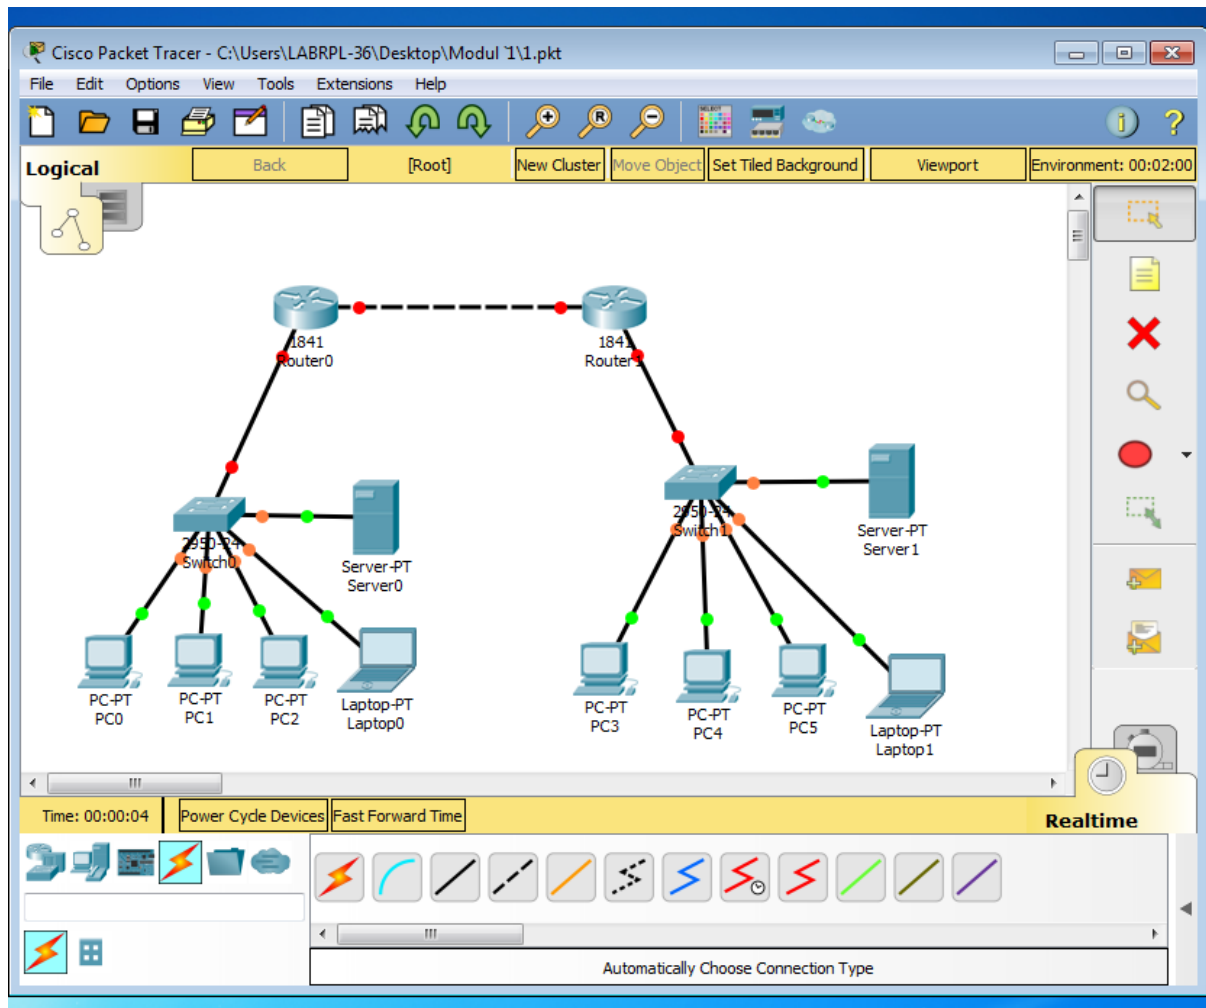 Cisco Packet Tracer - C:\Users\LABRPL-36\Desktop\Modul 1\1.pkt
File Edit Options View Tools Extensions Help
Logical
Back
[Root]
New Cluster
Move Object
Set Tiled Background
Viewport
Environment: 00:02:00
1841
Router0
1841
Router1
2950-24
Switch0
Server-PT
Server0
2950-24
Switch1
Server-PT
Server1
PC-PT
PC0
PC-PT
PC1
PC-PT
PC2
Laptop-PT
Laptop0
PC-PT
PC3
PC-PT
PC4
PC-PT
PC5
Laptop-PT
Laptop1
Time: 00:00:04
Power Cycle Devices
Fast Forward Time
Realtime
Automatically Choose Connection Type